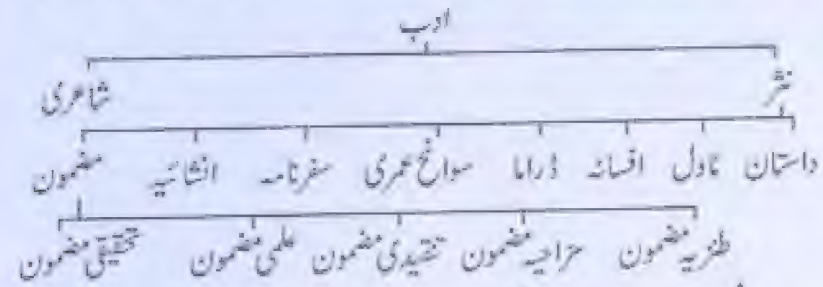 ادب
نثر شاعری
داستان ناول افسانہ ڈراما سوانح عمری سفرنامہ انشائیہ مضمون
طنزیہ مضمون مزاحیہ مضمون تنقیدی مضمون علمی مضمون تحقیقی مضمون